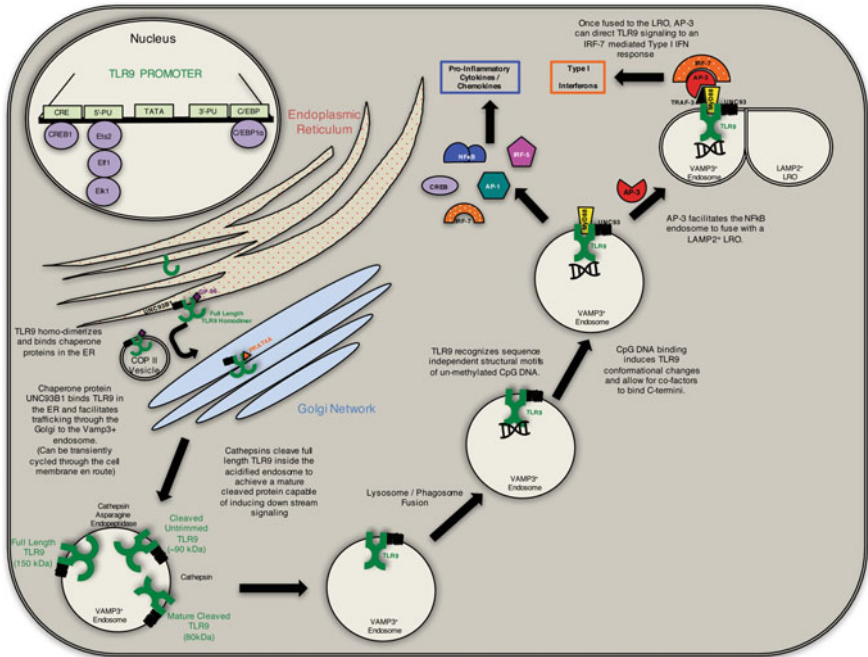 Nucleus
TLR9 PROMOTER
CRE
5'-PU
TATA
3'-PU
C/EBP
CREB1
Ets2
C/EBP1α
Elf1
Elk1
Endoplasmic
Reticulum
UNC93B1
Full Length
TLR9 Homodimer
TLR9 homo-dimerizes
and binds chaperone
proteins in the ER
COP II
Vesicle
Golgi Network
Chaperone protein
UNC93B1 binds TLR9 in
the ER and facilitates
trafficking through the
Golgi to the Vamp3+
endosome.
(Can be transiently
cycled through the cell
membrane en route)
Cathepsins cleave full
length TLR9 inside the
acidified endosome to
achieve a mature
cleaved protein capable
of inducing down stream
signaling
Cathepsin
Asparagine
Endopeptidase
Full Length
TLR9
(150 kDa)
Cleaved
Untrimmed
TLR9
(~90 kDa)
Cathepsin
VAMP3+
Endosome
Mature Cleaved
TLR9
(80kDa)
TLR9
VAMP3+
Endosome
Lysosome / Phagosome
Fusion
TLR9
VAMP3+
Endosome
TLR9 recognizes sequence
independent structural motifs
of un-methylated CpG DNA.
CpG DNA binding
induces TLR9
conformational changes
and allow for co-factors
to bind C-termini.
MyD88
UNC93
TLR9
VAMP3+
Endosome
AP-3
AP-3 facilitates the NFkB
endosome to fuse with a
LAMP2+ LRO.
NFkB
IRF-5
CREB
AP-1
IRF-7
Pro-Inflamatory
Cytokines /
Chemokines
Type I
Interferons
Once fused to the LRO, AP-3
can direct TLR9 signaling to an
IRF-7 mediated Type I IFN
response
IRF-7
AP-3
TRAF-3
MyD88
UNC93
TLR9
VAMP3+
Endosome
LAMP2+
LRO